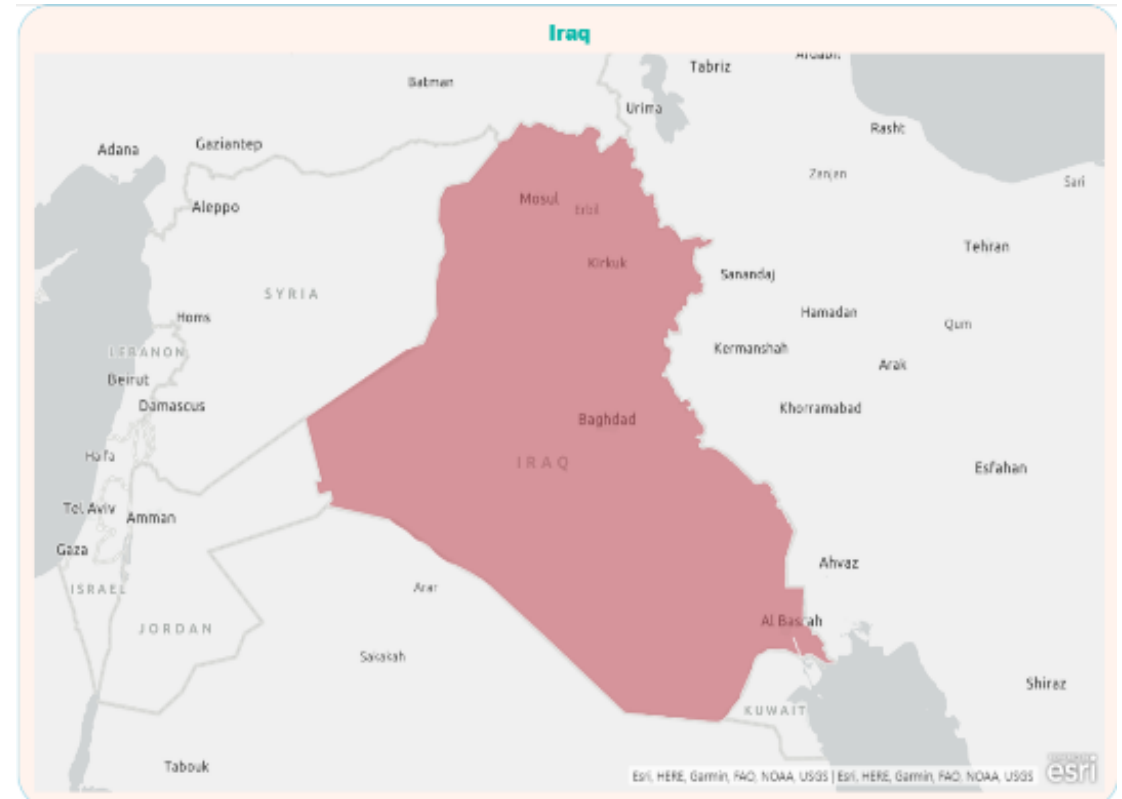 Iraq
Batman
Tabriz
Urima
Rasht
Gaziantep
Adana
Zanjan
Sari
Mosul
Erbil
Aleppo
Tehran
Kirkuk
Sanandaj
SYRIA
Homs
Hamadan
Qum
LEBANON
Kermanshah
Arak
Beirut
Damascus
Khorramabad
Baghdad
Haifa
IRAQ
Esfahan
Tel Aviv
Amman
Gaza
Ahvaz
ISRAEL
Arar
JORDAN
Al Basrah
Sakakah
Shiraz
KUWAIT
Tabouk
Esri, HERE, Garmin, FAO, NOAA, USGS | Esri, HERE, Garmin, FAO, NOAA, USGS
esri